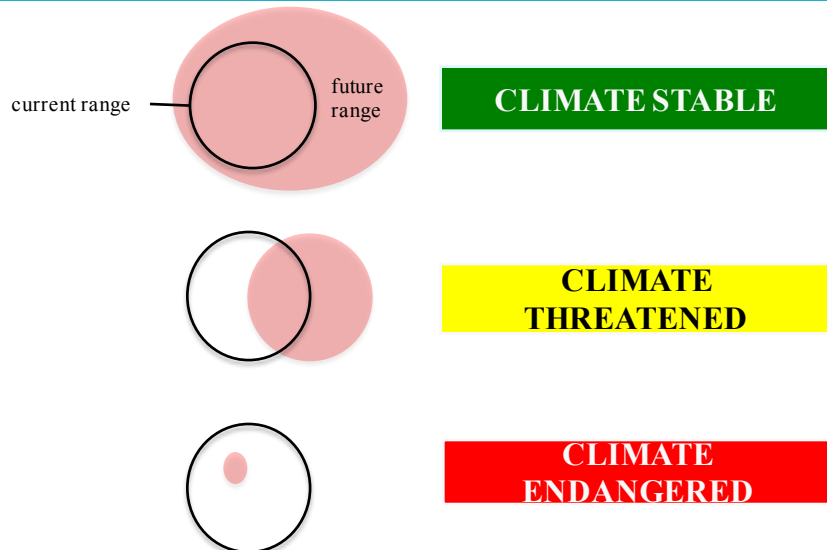 current range
future
range
CLIMATE STABLE
CLIMATE
THREATENED
CLIMATE
ENDANGERED